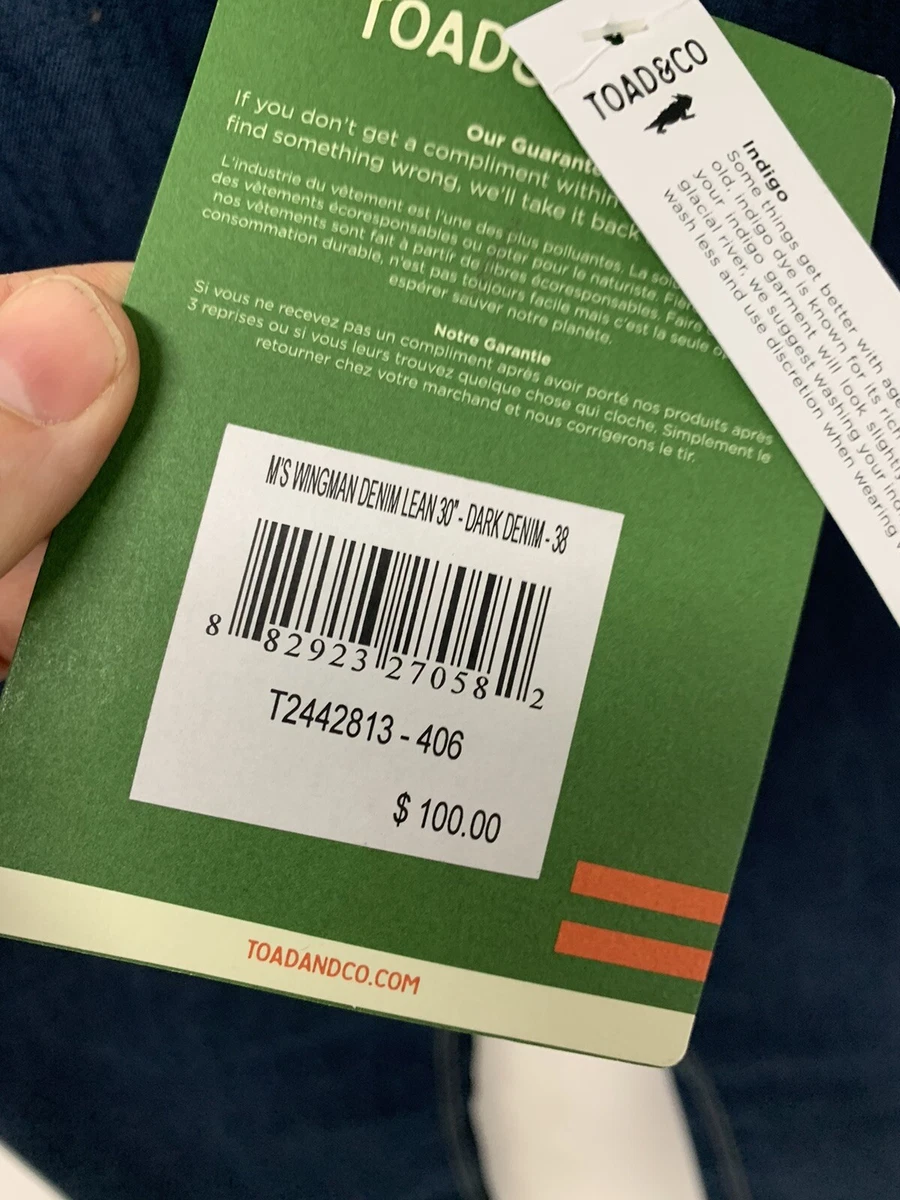 TOAD&
Our Guarante
If you don't get a compliment within
find something wrong, we'll take it back
L'industrie du vêtement est l'une des plus polluantes. La
des vêtements écoresponsables ou opter pour le naturiste.
nos vêtements sont fait à partir de fibres écoresponsables. Faire
consommation durable, n'est pas toujours facile mais c'est la seule
espérer sauver notre planète.
Notre Garantie
Si vous ne recevez pas un compliment après avoir porté nos produits après
3 reprises ou si vous leurs trouvez quelque chose qui cloche. Simplement le
retourner chez votre marchand et nous corrigerons le tir.
M'S WINGMAN DENIM LEAN 30" - DARK DENIM - 38
8 82923 27058 2
T2442813 - 406
$ 100.00
TOADANDCO.COM
TOAD&CO
Indigo
Some things get better with age
old, indigo dye is known for its rich
your indigo garment will look slightly
glacial river, we suggest washing your
wash less and use discretion when wearing